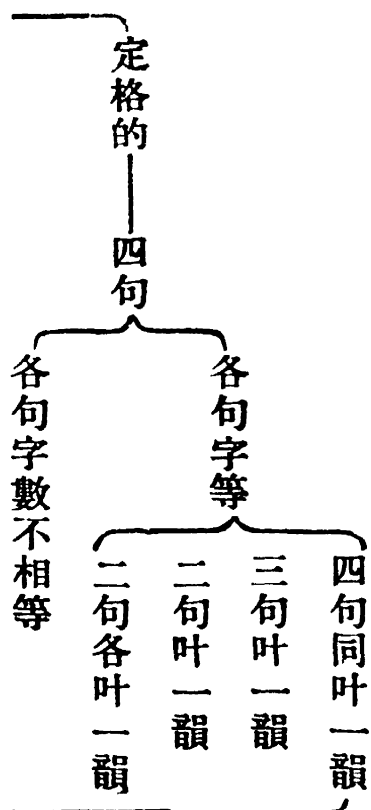 定格的
四句
各句字等
四句同叶一韻
三句叶一韻
二句叶一韻
二句各叶一韻
各句字數不相等